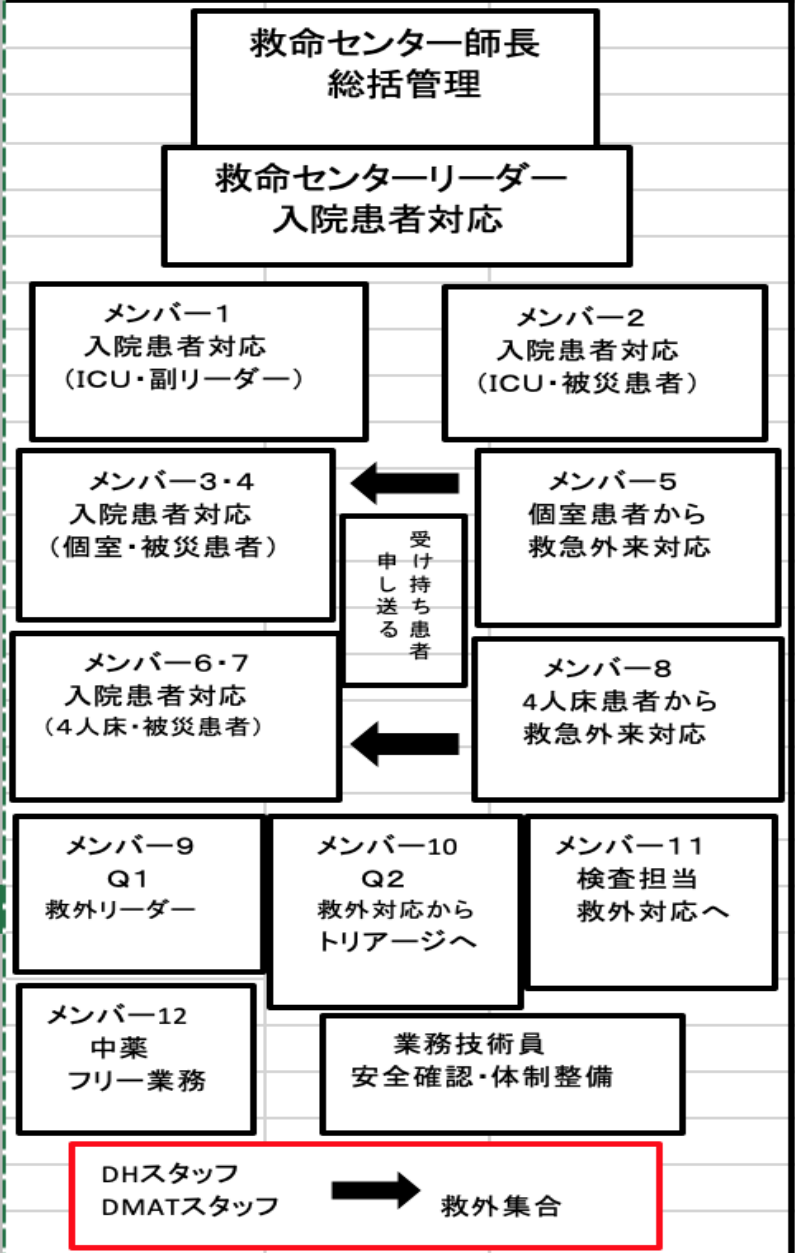 救命センター師長
総括管理
救命センターリーダー
入院患者対応
メンバー1
入院患者対応
（ICU・副リーダー）
メンバー2
入院患者対応
（ICU・被災患者）
メンバー3・4
入院患者対応
（個室・被災患者）
メンバー5
個室患者から
救急外来対応
受け持ち患者
申し送る
メンバー6・7
入院患者対応
（4人床・被災患者）
メンバー8
4人床患者から
救急外来対応
メンバー9
Q1
救外リーダー
メンバー10
Q2
救外対応から
トリアージへ
メンバー11
検査担当
救外対応へ
メンバー12
中薬
フリー業務
業務技術員
安全確認・体制整備
DHスタッフ
DMATスタッフ
救外集合